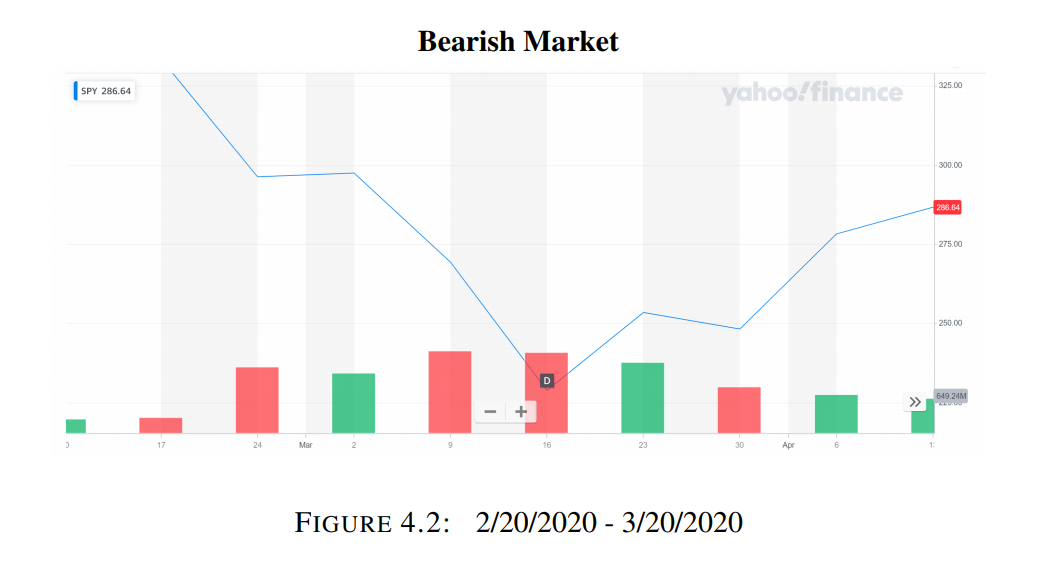 Bearish Market
SPY 286.64
yahoo!finance
325.00
300.00
286.64
275.00
250.00
D
649.24M
17 24 Mar 2 9 16 23 30 Apr 6
FIGURE 4.2: 2/20/2020 - 3/20/2020